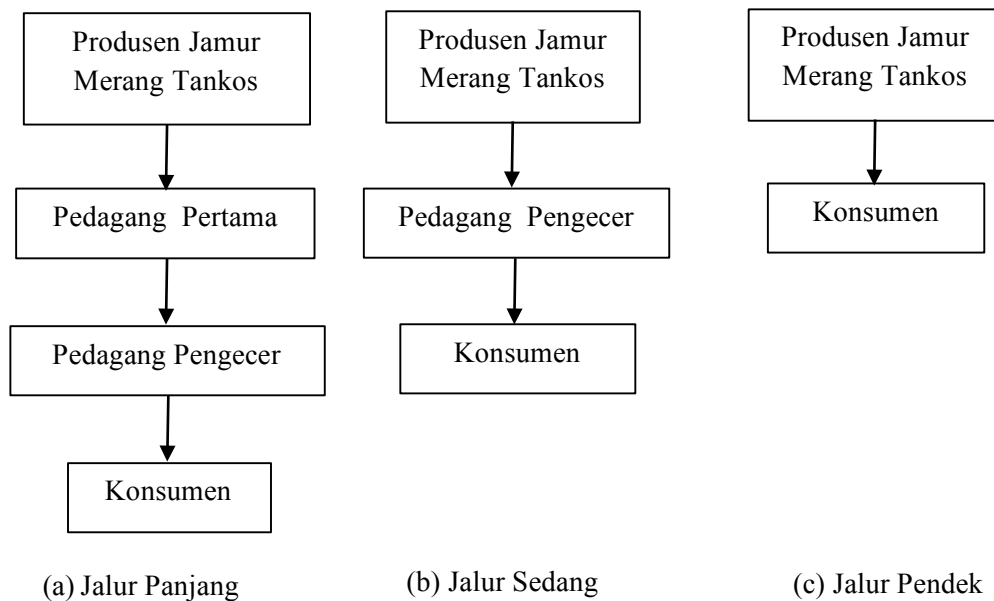 Produsen Jamur
Merang Tankos
Pedagang Pertama
Pedagang Pengecer
Konsumen
(a) Jalur Panjang
Produsen Jamur
Merang Tankos
Pedagang Pengecer
Konsumen
(b) Jalur Sedang
Produsen Jamur
Merang Tankos
Konsumen
(c) Jalur Pendek